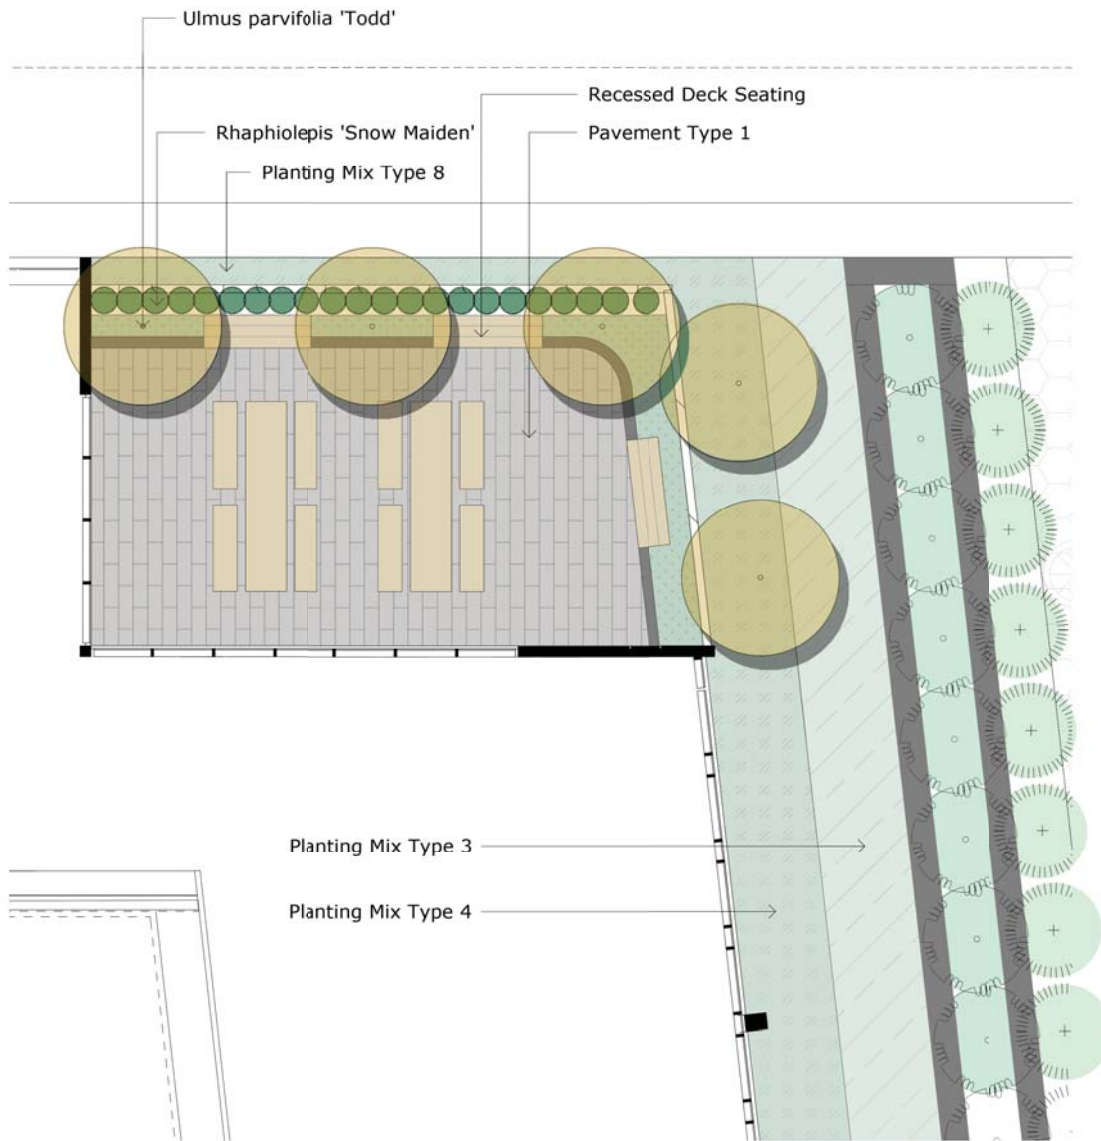 Ulmus parvifolia 'Todd'
Recessed Deck Seating
Rhaphiolepis 'Snow Maiden'
Pavement Type 1
Planting Mix Type 8
Planting Mix Type 3
Planting Mix Type 4